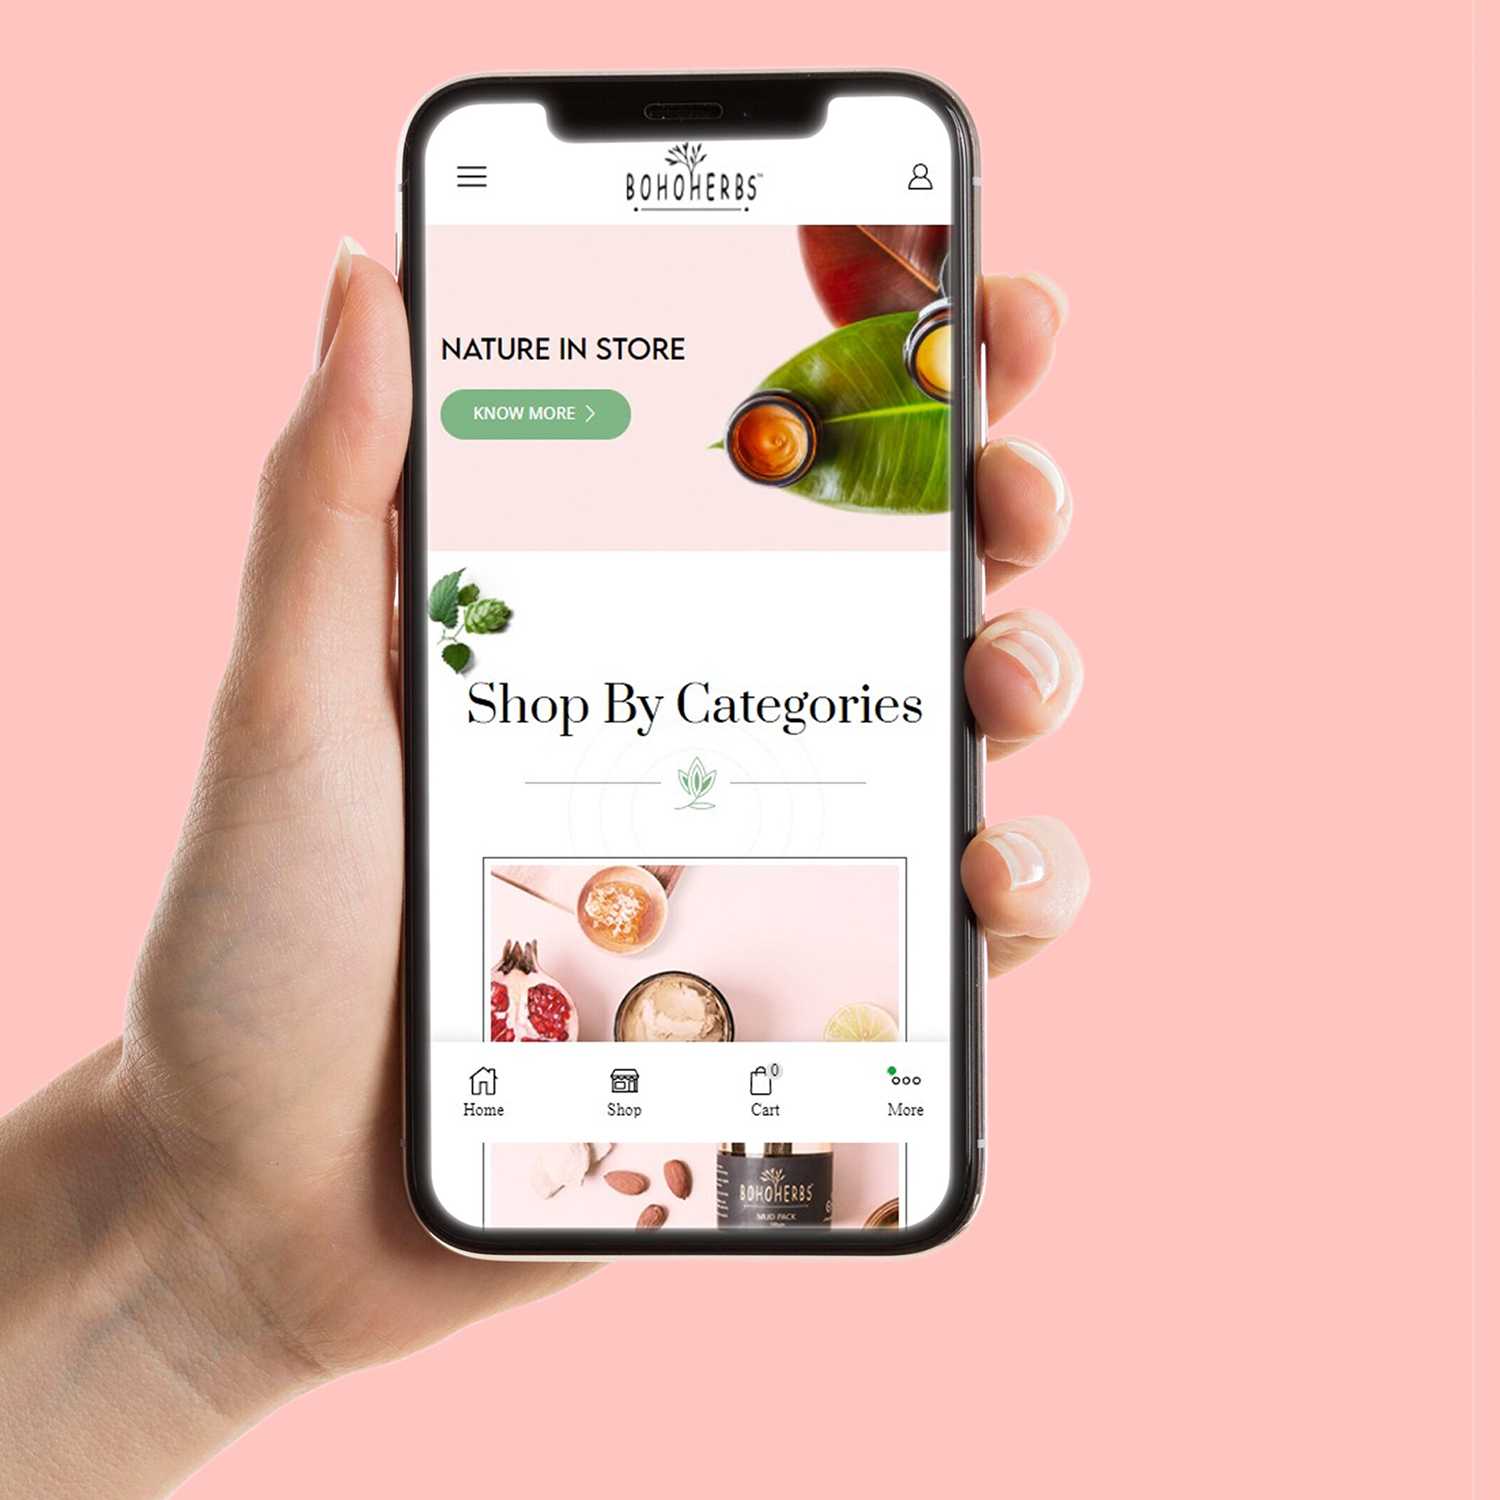 BOHOHERBS™
NATURE IN STORE
KNOW MORE
Shop By Categories
0
Home
Shop
Cart
More
BOHOHERBS
MUD PACK